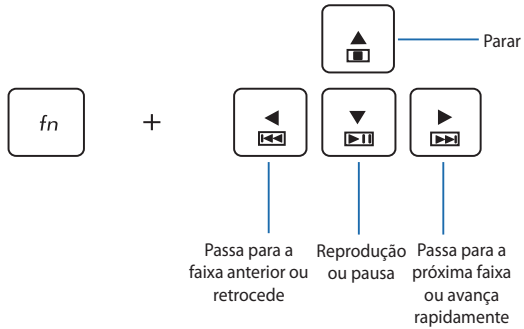 Parar
fn
+
Passa para a
faixa anterior ou
retrocede
Reprodução
ou pausa
Passa para a
próxima faixa
ou avança
rapidamente